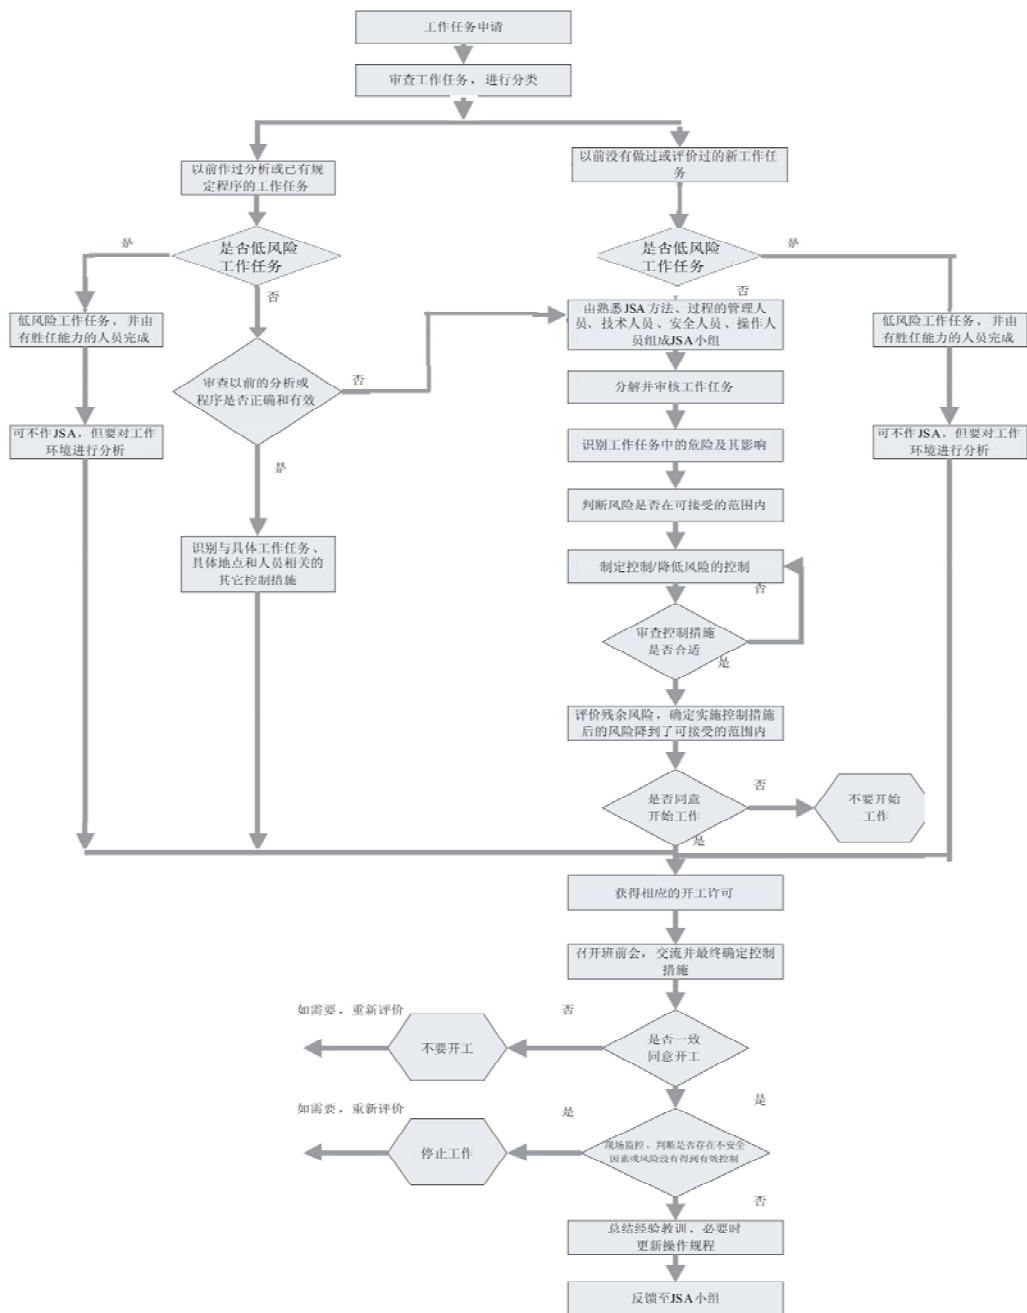 工作任务申请
审查工作任务，进行分类
以前作过分析或已有规
定程序的工作任务
以前没有做过或评价过的新工作任
务
是
是否低风险
工作任务
是否低风险
工作任务
是
否
否
低风险工作任务，并由
有胜任能力的人员完成
由熟悉JSA方法、过程的管理人
员、技术人员、安全人员、操作人
员组成JSA小组
低风险工作任务，并由
有胜任能力的人员完成
审查以前的分析或
程序是否正确和有效
否
分解并审核工作任务
可不作JSA，但要对工作
环境进行分析
识别工作任务中的危险及其影响
可不作JSA，但要对工作
环境进行分析
是
判断风险是否在可接受的范围内
识别与具体工作任务、
具体地点和人员相关的
其它控制措施
制定控制/降低风险的控制
否
审查控制措施
是否合适
是
评价残余风险，确定实施控制措施
后的风险降到了可接受的范围内
是否同意
开始工作
否
不要开始
工作
是
获得相应的开工许可
召开班前会，交流并最终确定控制
措施
如需要，重新评价
否
不要开工
是否一致
同意开工
如需要，重新评价
是
是
停止工作
现场监控，判断是否存在不安全
因素或风险没有得到有效控制
否
总结经验教训，必要时
更新操作规程
反馈至JSA小组